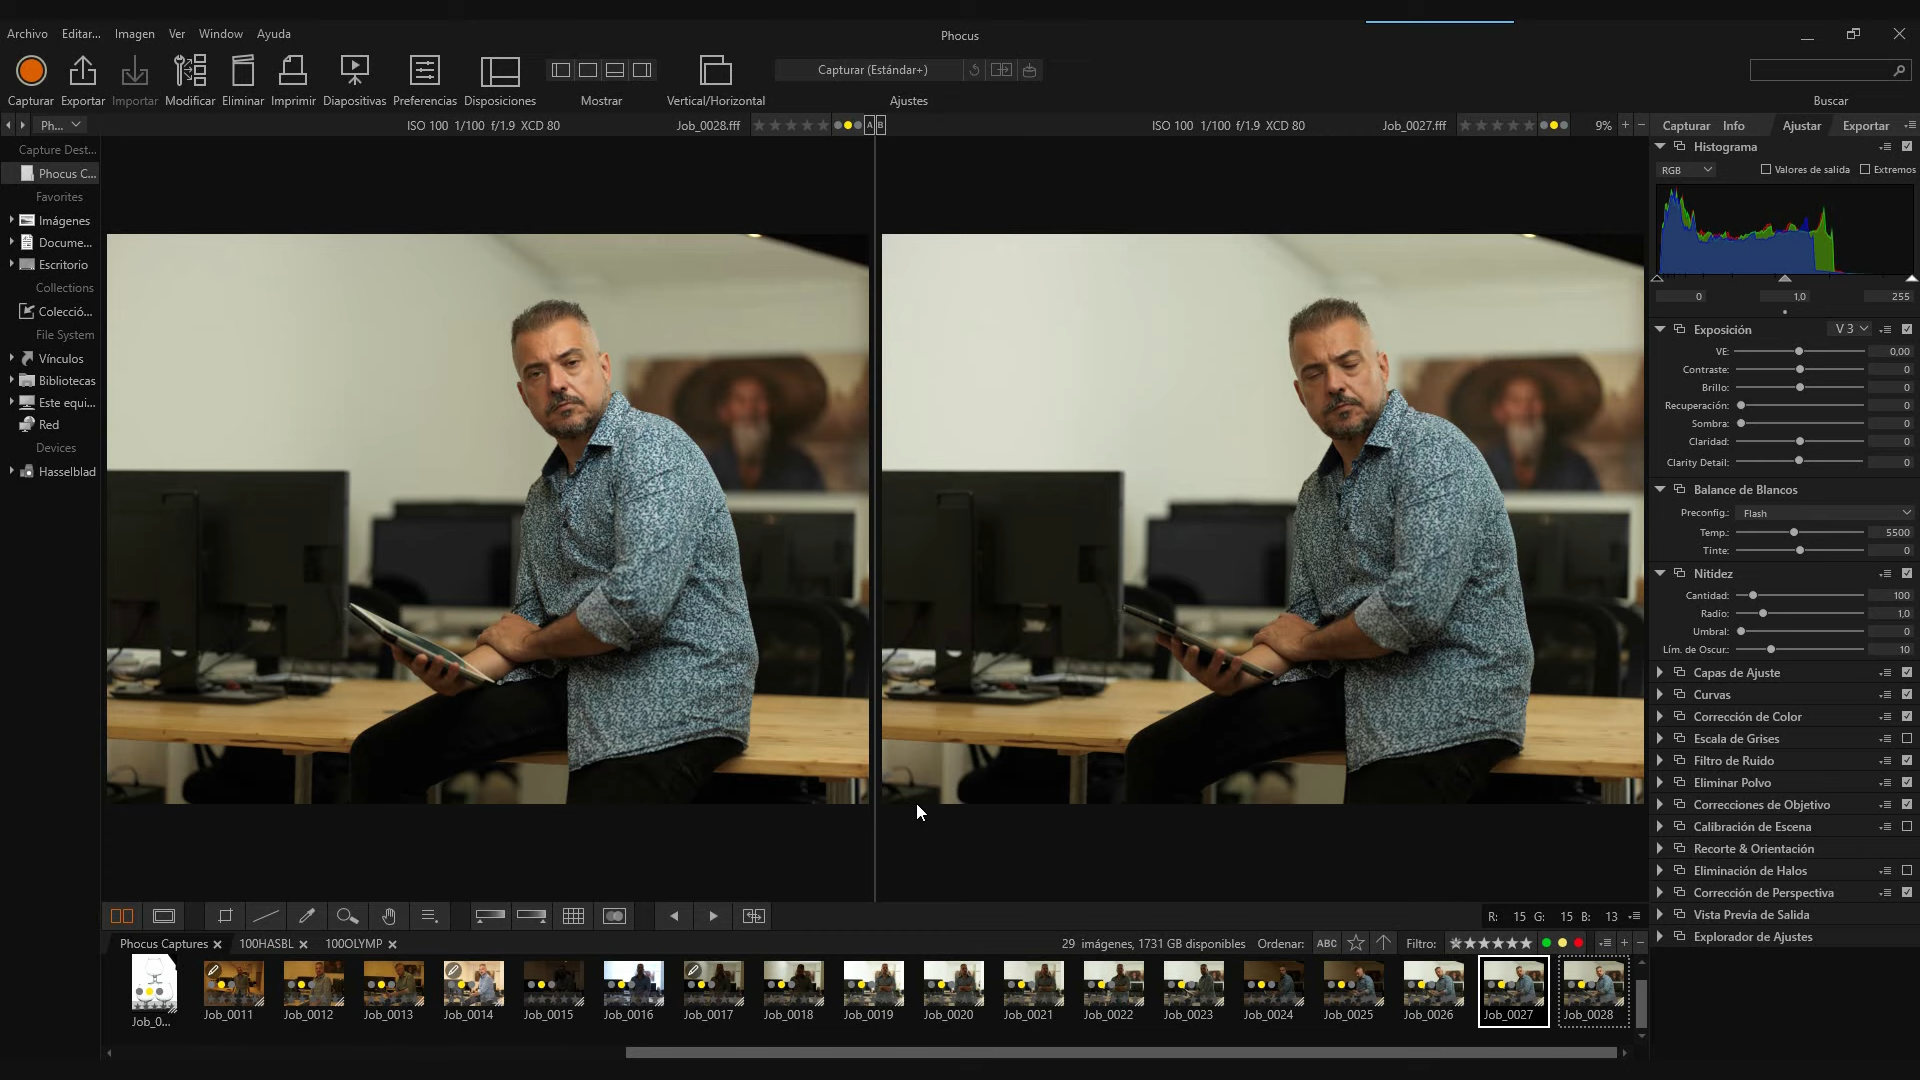 Phocus
Archivo Editar... Imagen Ver Window Ayuda
Capturar (Estándar+)
Capturar Exportar Importar Modificar Eliminar Imprimir Diapositivas Preferencias Disposiciones Mostrar Vertical/Horizontal Ajustes Buscar
Ph... ISO 100 1/100 f/1.9 XCD 80 Job_0028.fff A B ISO 100 1/100 f/1.9 XCD 80 Job_0027.fff 9% + −
Capturar Info Ajustar Exportar
Capture Dest...
Phocus C...
Favorites
Imágenes
Docume...
Escritorio
Collections
Colecció...
File System
Vínculos
Bibliotecas
Este equi...
Red
Devices
Hasselblad
Histograma
RGB Valores de salida Extremos
0 1,0 255
Exposición V 3
VE: 0,00
Contraste: 0
Brillo: 0
Recuperación: 0
Sombra: 0
Claridad: 0
Clarity Detail: 0
Balance de Blancos
Preconfig.: Flash
Temp.: 5500
Tinte: 0
Nitidez
Cantidad: 100
Radio: 1,0
Umbral: 0
Lím. de Oscur.: 10
Capas de Ajuste
Curvas
Corrección de Color
Escala de Grises
Filtro de Ruido
Eliminar Polvo
Correcciones de Objetivo
Calibración de Escena
Recorte & Orientación
Eliminación de Halos
Corrección de Perspectiva
Vista Previa de Salida
Explorador de Ajustes
R: 15 G: 15 B: 13
Phocus Captures 100HASBL 100OLYMP 29 imágenes, 1731 GB disponibles Ordenar: ABC Filtro: + −
Job_0... Job_0011 Job_0012 Job_0013 Job_0014 Job_0015 Job_0016 Job_0017 Job_0018 Job_0019 Job_0020 Job_0021 Job_0022 Job_0023 Job_0024 Job_0025 Job_0026 Job_0027 Job_0028